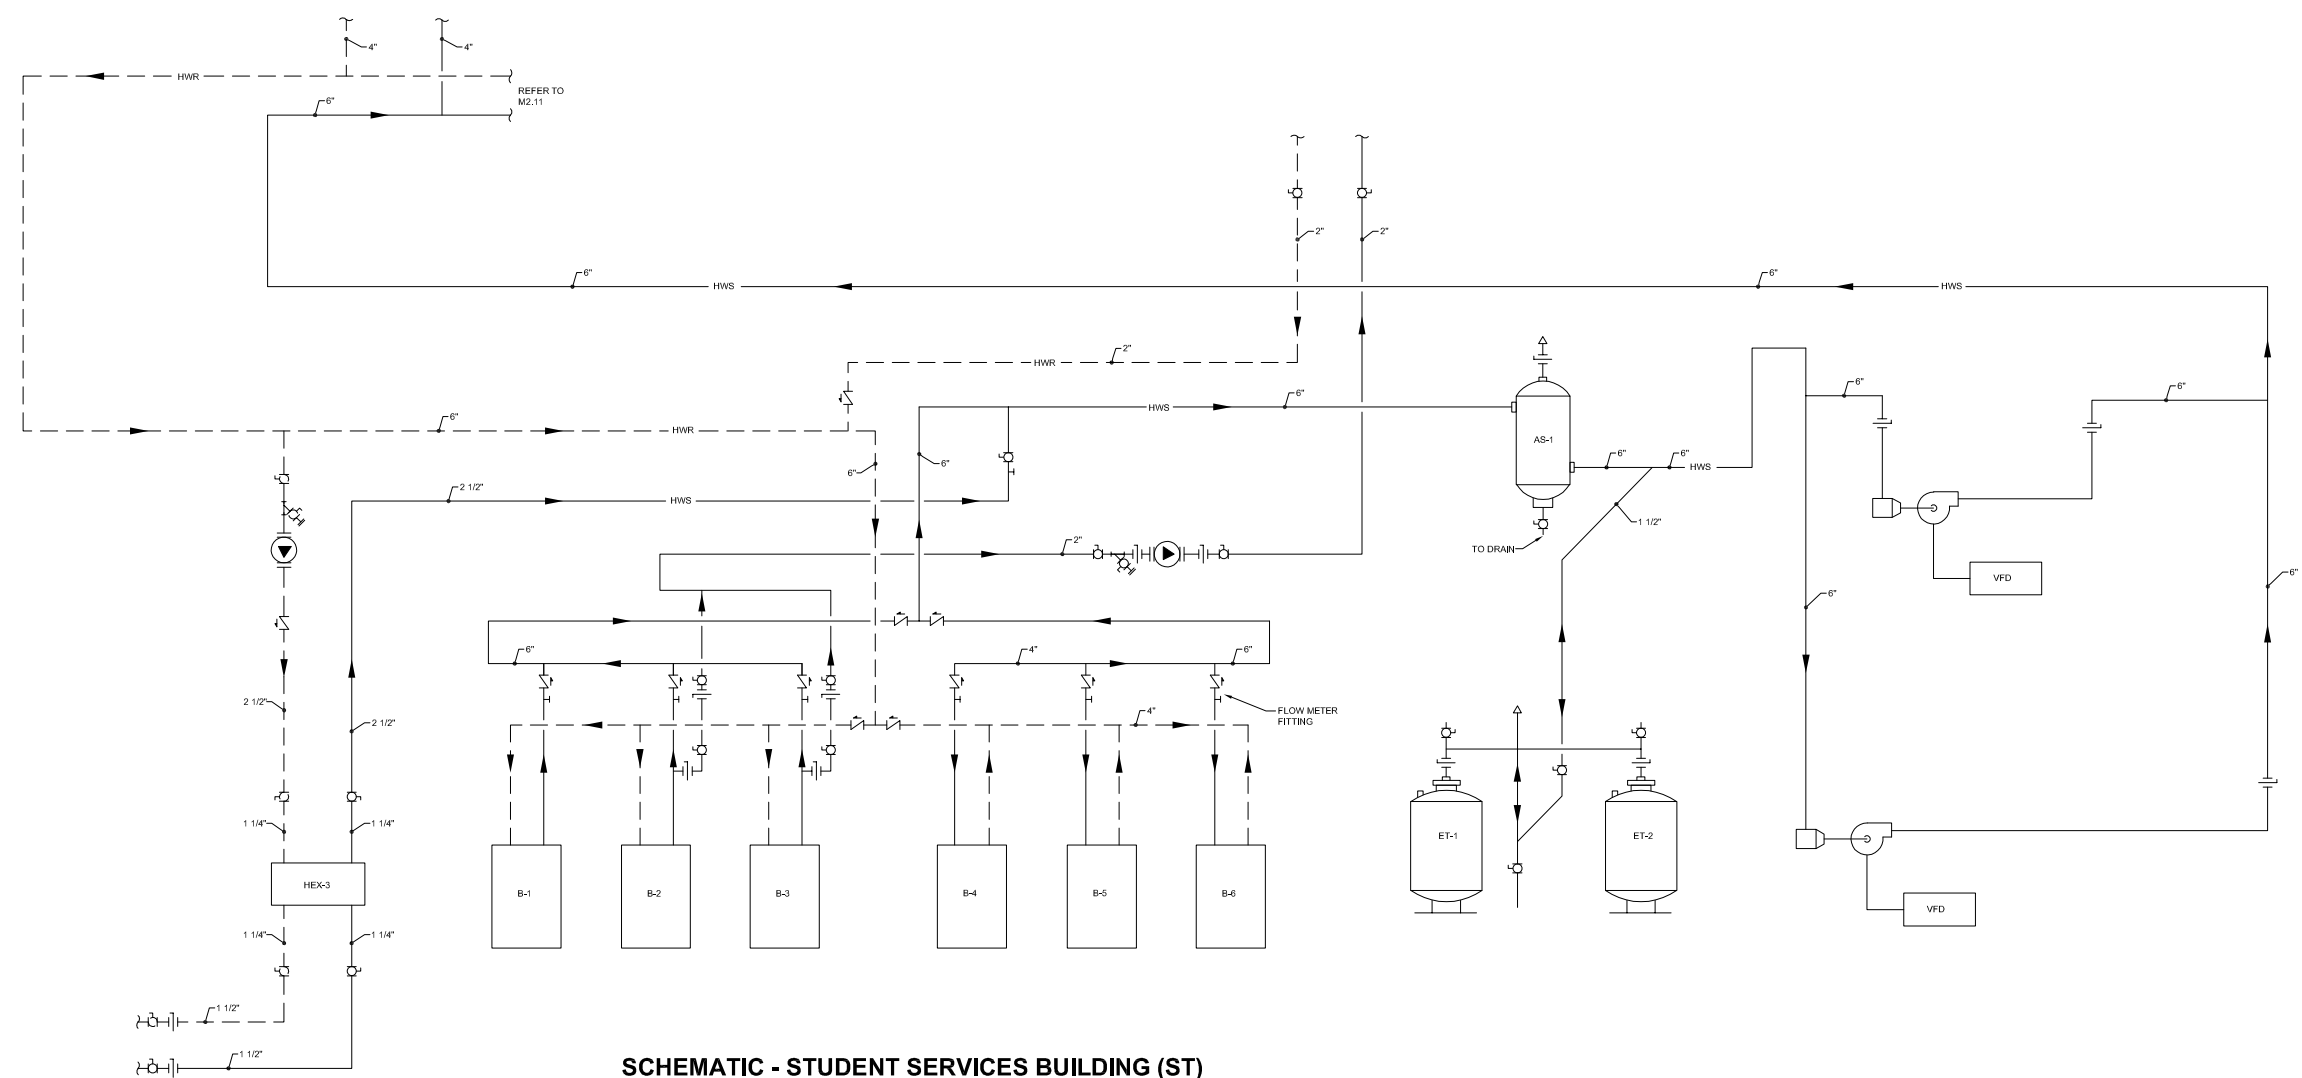 4"
4"
HWR
REFER TO
M2.11
6"
2"
2"
6"
HWS
6"
HWS
HWR
2"
6"
HWS
6"
6"
6"
HWR
AS-1
6"
6"
6"
6"
HWS
2 1/2"
HWS
1 1/2"
2"
TO DRAIN
VFD
6"
6"
6"
4"
6"
2 1/2"
4"
FLOW METER
FITTING
2 1/2"
1 1/4"
1 1/4"
ET-1
ET-2
HEX-3
B-1
B-2
B-3
B-4
B-5
B-6
VFD
1 1/4"
1 1/4"
1 1/2"
1 1/2"
SCHEMATIC - STUDENT SERVICES BUILDING (ST)